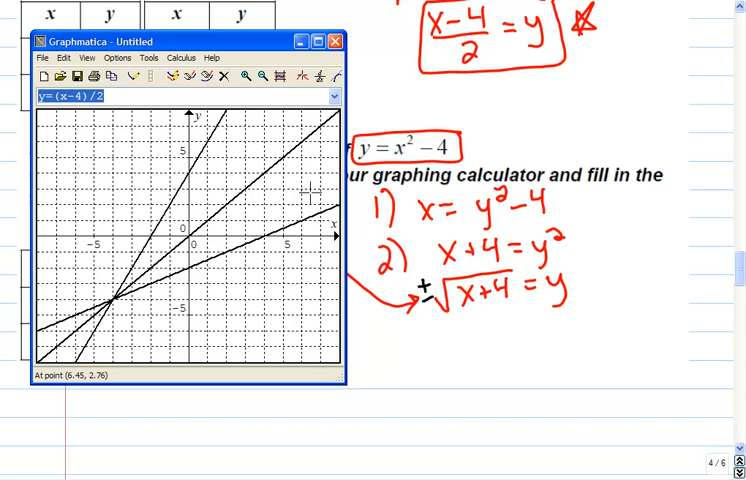 x y x y
x-4/2 = y
Graphmatica - Untitled
File Edit View Options Tools Calculus Help
y=(x-4)/2
y
5
0
x
-5 0 5
-5
At point (6.45, 2.76)
y = x² − 4
ur graphing calculator and fill in the
1) x = y²-4
2) x+4 = y²
±√x+4 = y
4/6